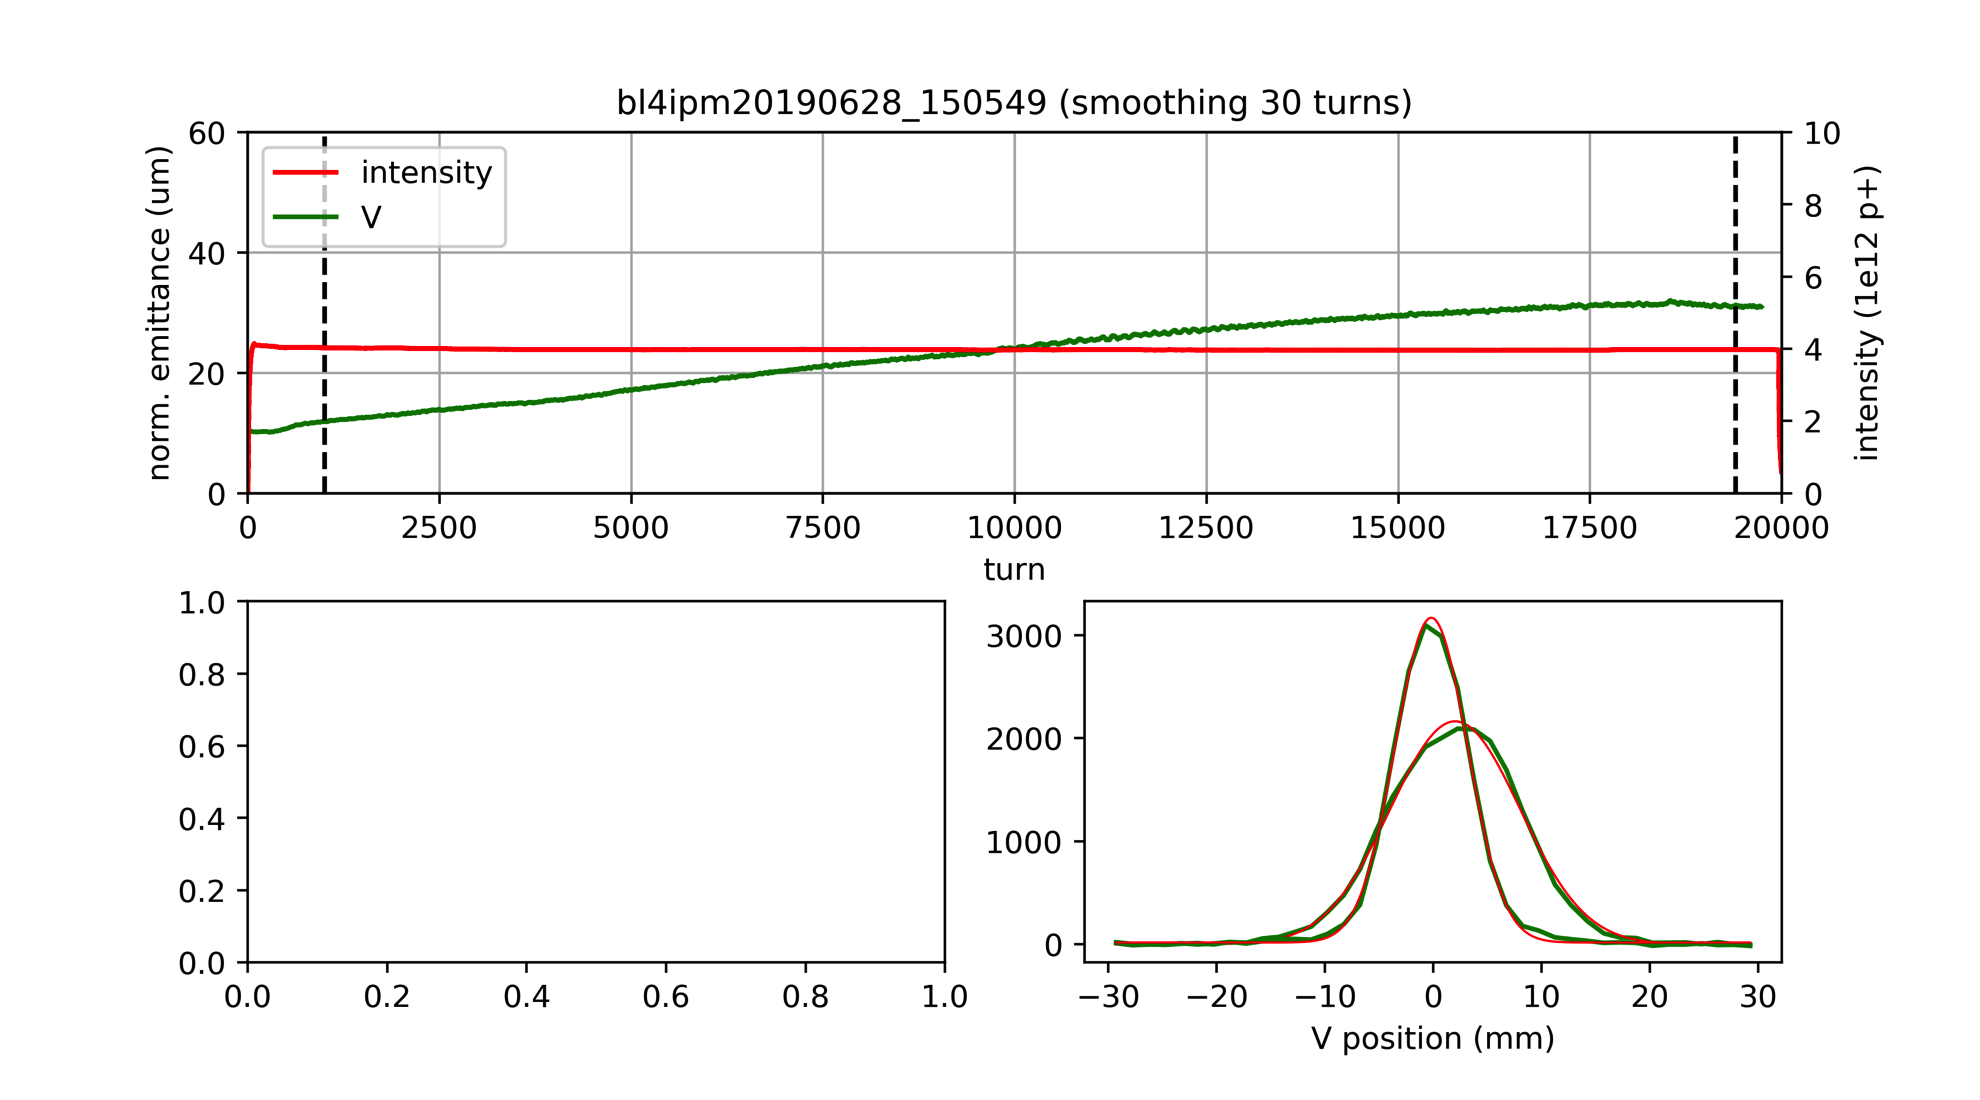 bl4ipm20190628_150549 (smoothing 30 turns)
norm. emittance (um)
60
40
20
0
intensity
V
10
8
6
4
2
0
intensity (1e12 p+)
0 2500 5000 7500 10000 12500 15000 17500 20000
turn
1.0
0.8
0.6
0.4
0.2
0.0
0.0 0.2 0.4 0.6 0.8 1.0
3000
2000
1000
0
−30 −20 −10 0 10 20 30
V position (mm)